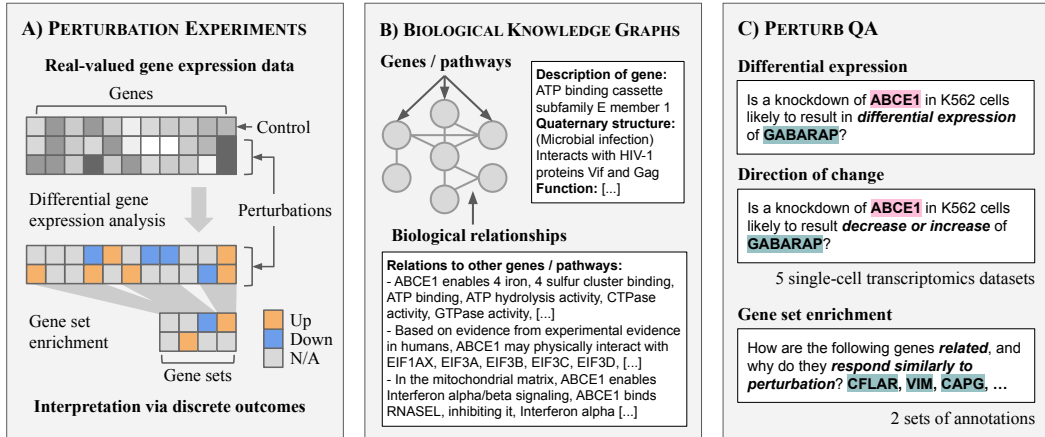 A) PERTURBATION EXPERIMENTS
Real-valued gene expression data
Genes
Control
Differential gene
expression analysis
Perturbations
Gene set
enrichment
Up
Down
N/A
Gene sets
Interpretation via discrete outcomes
B) BIOLOGICAL KNOWLEDGE GRAPHS
Genes / pathways
Description of gene:
ATP binding cassette
subfamily E member 1
Quaternary structure:
(Microbial infection)
Interacts with HIV-1
proteins Vif and Gag
Function: [...]
Biological relationships
Relations to other genes / pathways:
- ABCE1 enables 4 iron, 4 sulfur cluster binding,
ATP binding, ATP hydrolysis activity, CTPase
activity, GTPase activity, [...]
- Based on evidence from experimental evidence
in humans, ABCE1 may physically interact with
EIF1AX, EIF3A, EIF3B, EIF3C, EIF3D, [...]
- In the mitochondrial matrix, ABCE1 enables
Interferon alpha/beta signaling, ABCE1 binds
RNASEL, inhibiting it, Interferon alpha [...]
C) PERTURB QA
Differential expression
Is a knockdown of ABCE1 in K562 cells
likely to result in differential expression
of GABARAP?
Direction of change
Is a knockdown of ABCE1 in K562 cells
likely to result decrease or increase of
GABARAP?
5 single-cell transcriptomics datasets
Gene set enrichment
How are the following genes related, and
why do they respond similarly to
perturbation? CFLAR, VIM, CAPG, ...
2 sets of annotations